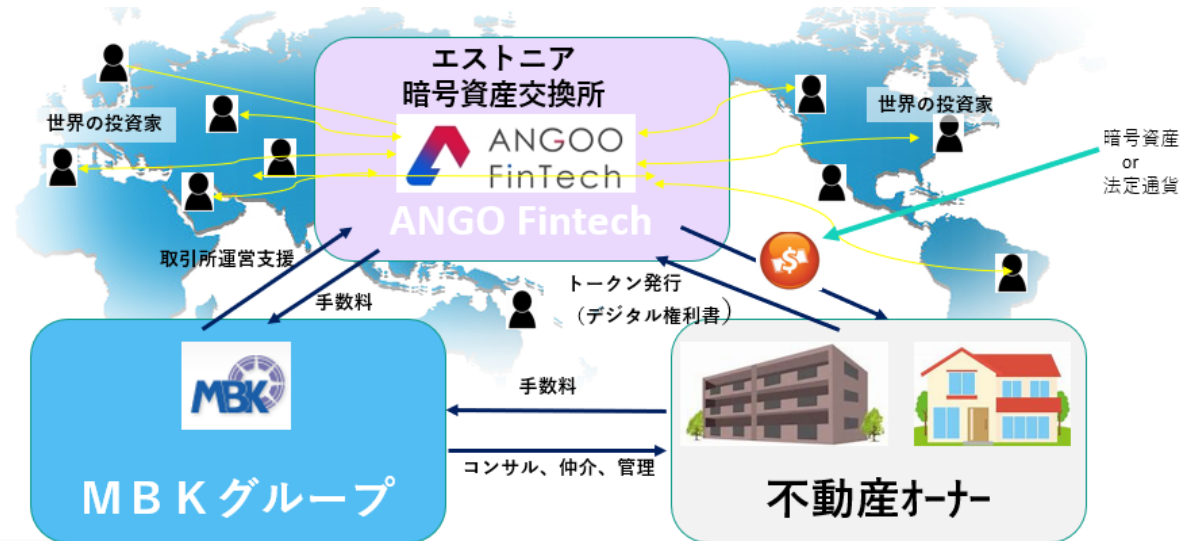 エストニア
暗号資産交換所
ANGOO
FinTech
ANGO Fintech
世界の投資家
世界の投資家
暗号資産
or
法定通貨
取引所運営支援
手数料
トークン発行
（デジタル権利書）
$
MBK
MBKグループ
手数料
コンサル、仲介、管理
不動産オーナー